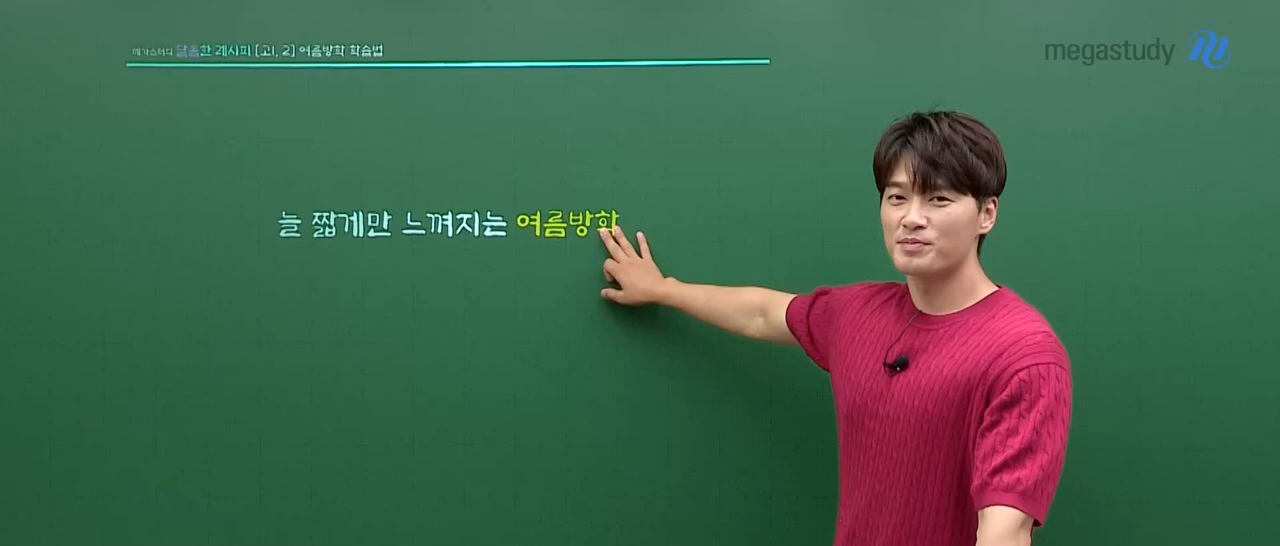 메가스터디 달콤한 레시피 [고1, 2] 여름방학 학습법
megastudy
늘 짧게만 느껴지는 여름방학